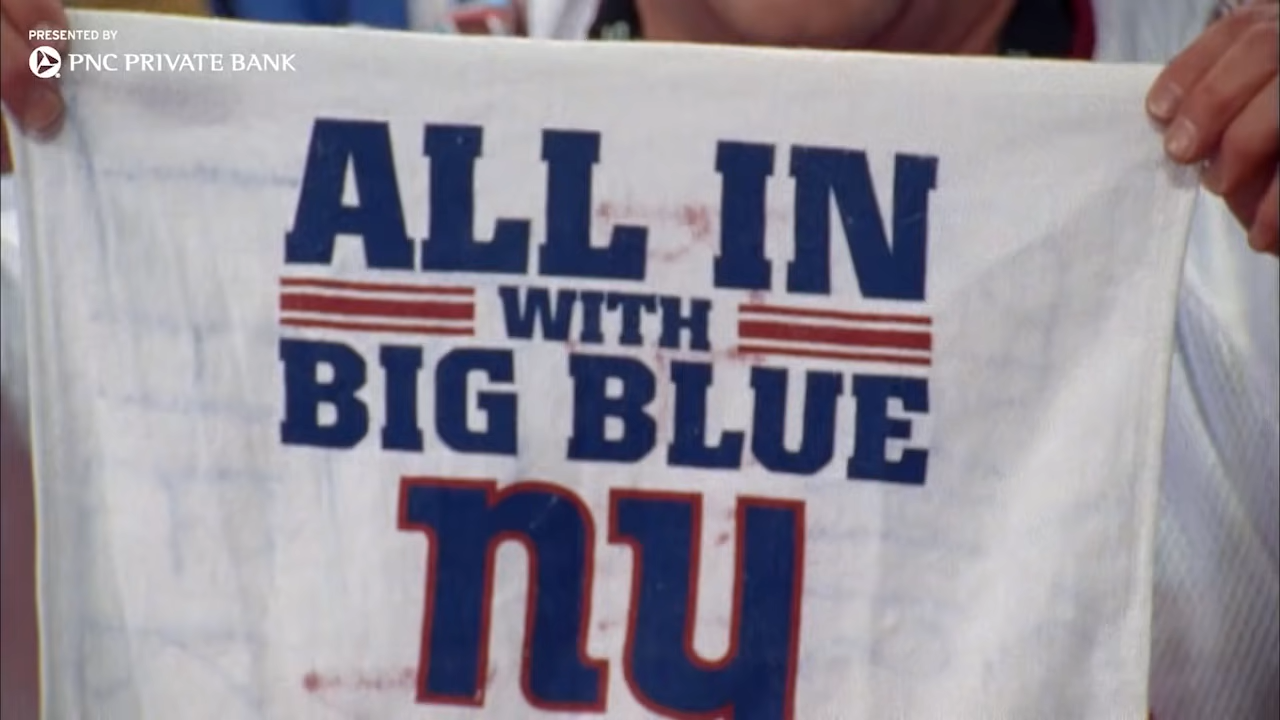 PRESENTED BY
PNC PRIVATE BANK
ALL IN
WITH
BIG BLUE
ny